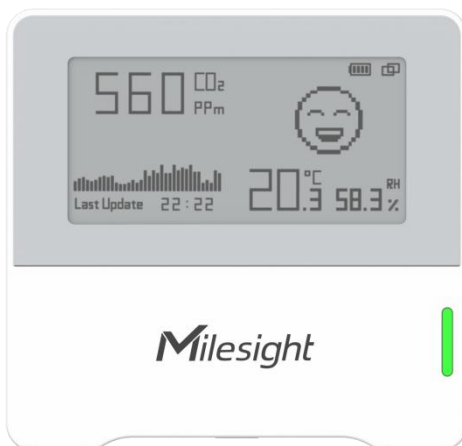 560 CO₂
PPm
Last Update 22:22
20.3 °C 58.3 RH %
Milesight